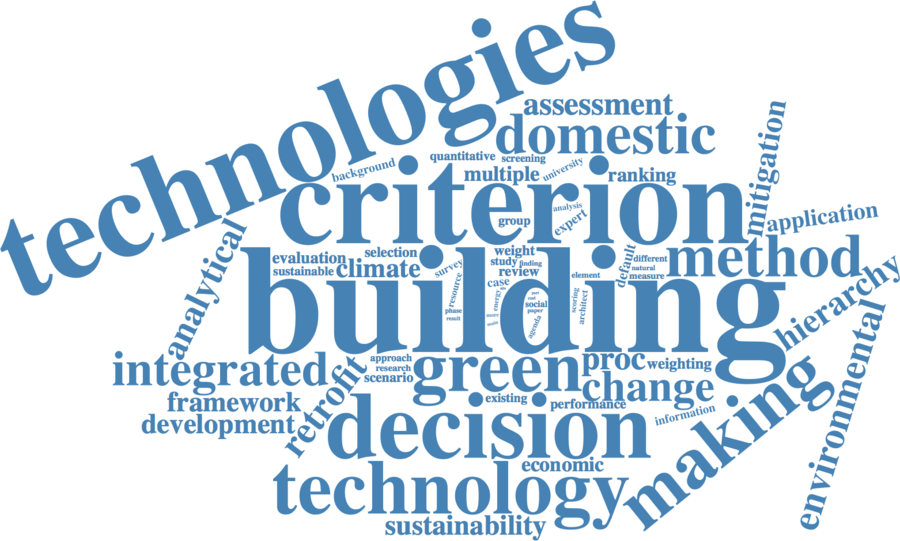 technologies
assessment
domestic
mitigation
background
quantitative
screening
university
multiple
ranking
criterion
analysis
group
expert
application
analytical
evaluation
selection
weight
default
different
method
sustainable
climate
survey
study
finding
natural
review
element
measure
resource
case
energy
building
cost
social
paper
scoring
architect
phase
result
agenda
hierarchy
integrated
retrofit
approach
research
scenario
green
proc
weighting
change
environmental
framework
existing
performance
information
making
development
decision
economic
technology
sustainability